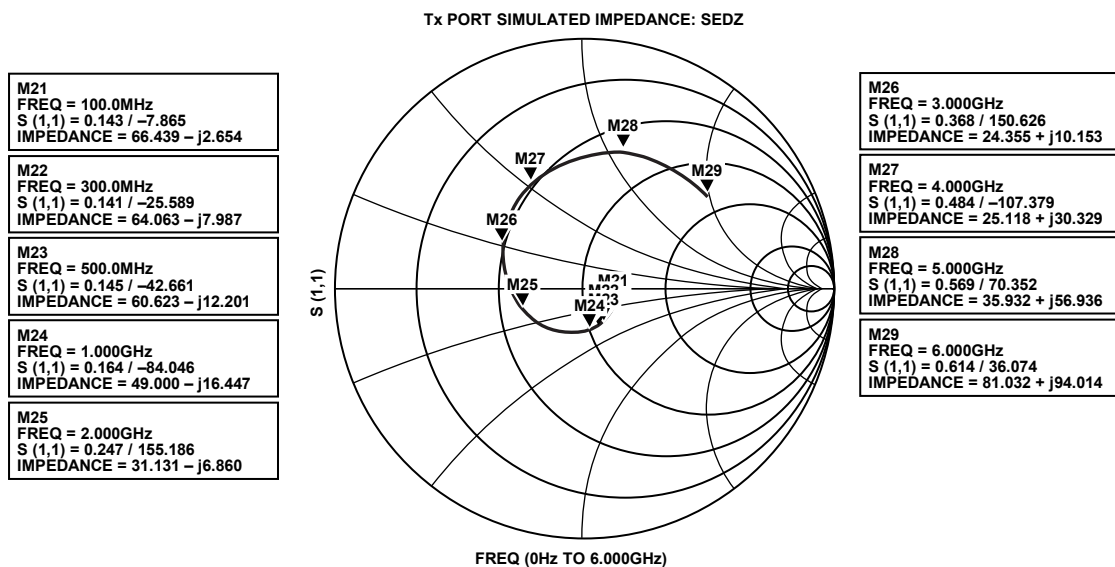 Tx PORT SIMULATED IMPEDANCE: SEDZ
M21
FREQ = 100.0MHz
S (1,1) = 0.143 / –7.865
IMPEDANCE = 66.439 – j2.654
M22
FREQ = 300.0MHz
S (1,1) = 0.141 / –25.589
IMPEDANCE = 64.063 – j7.987
M23
FREQ = 500.0MHz
S (1,1) = 0.145 / –42.661
IMPEDANCE = 60.623 – j12.201
M24
FREQ = 1.000GHz
S (1,1) = 0.164 / –84.046
IMPEDANCE = 49.000 – j16.447
M25
FREQ = 2.000GHz
S (1,1) = 0.247 / 155.186
IMPEDANCE = 31.131 – j6.860
S (1,1)
M28
M27
M29
M26
M25
M21
M22
M23
M24
FREQ (0Hz TO 6.000GHz)
M26
FREQ = 3.000GHz
S (1,1) = 0.368 / 150.626
IMPEDANCE = 24.355 + j10.153
M27
FREQ = 4.000GHz
S (1,1) = 0.484 / –107.379
IMPEDANCE = 25.118 + j30.329
M28
FREQ = 5.000GHz
S (1,1) = 0.569 / 70.352
IMPEDANCE = 35.932 + j56.936
M29
FREQ = 6.000GHz
S (1,1) = 0.614 / 36.074
IMPEDANCE = 81.032 + j94.014